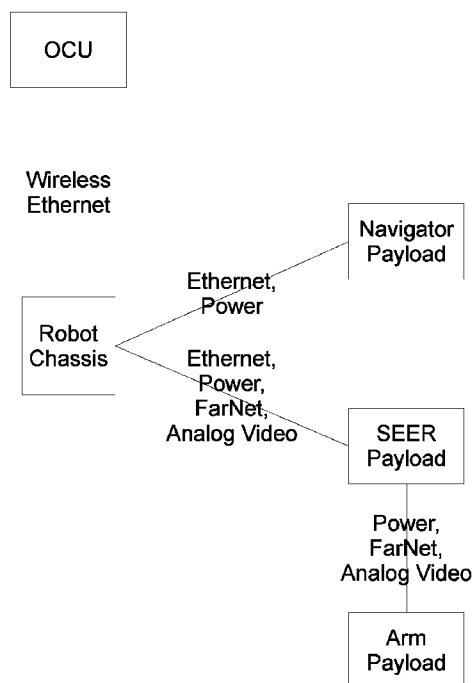 OCU
Wireless
Ethernet
Navigator
Payload
Ethernet,
Power
Robot
Chassis
Ethernet,
Power,
FarNet,
Analog Video
SEER
Payload
Power,
FarNet,
Analog Video
Arm
Payload